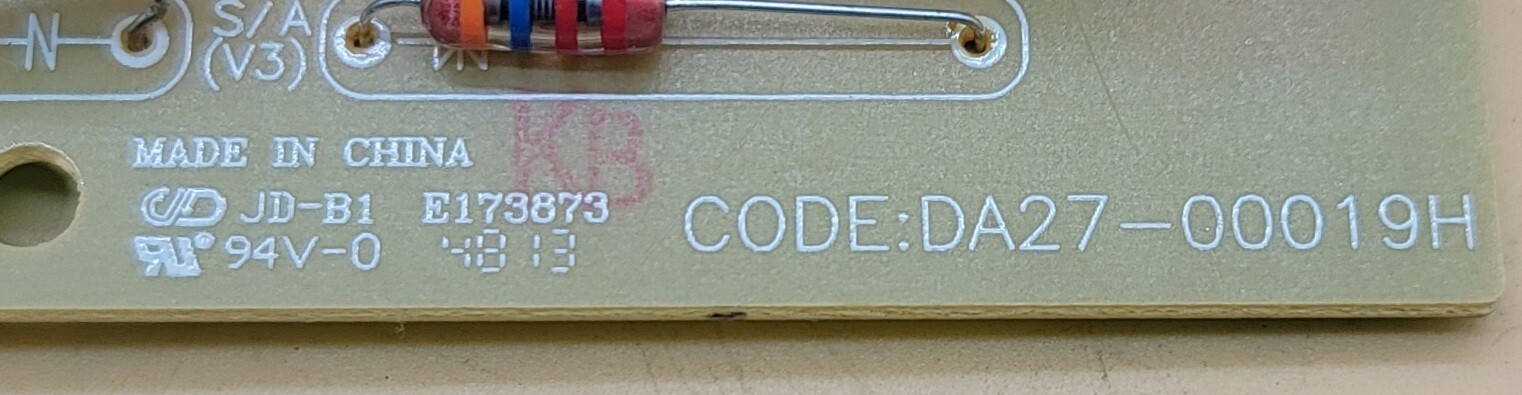 N
S/A
(V3)
KB
MADE IN CHINA
JD-B1 E173873
94V-0 4813
CODE:DA27-00019H